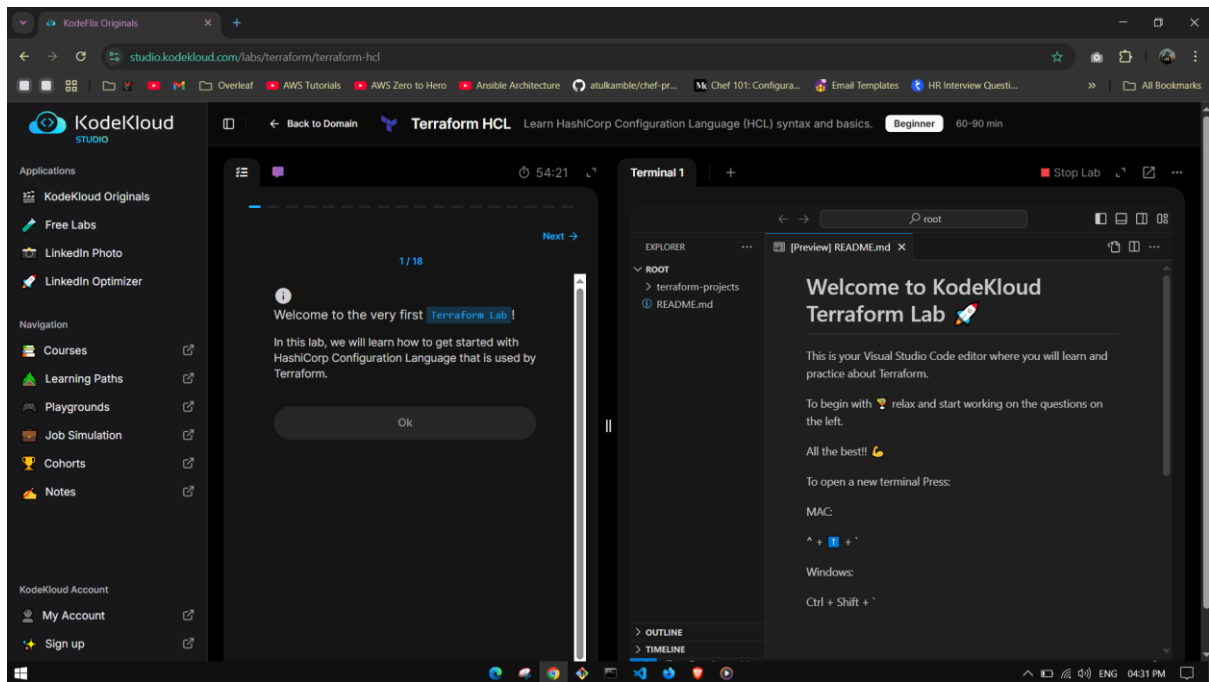 KodeFlix Originals
studio.kodekloud.com/labs/terraform/terraform-hcl
Overleaf
AWS Tutorials
AWS Zero to Hero
Ansible Architecture
atulkamble/chef-pr...
Chef 101: Configura...
Email Templates
HR Interview Questi...
All Bookmarks
KodeKloud
STUDIO
Applications
KodeKloud Originals
Free Labs
LinkedIn Photo
LinkedIn Optimizer
Navigation
Courses
Learning Paths
Playgrounds
Job Simulation
Cohorts
Notes
KodeKloud Account
My Account
Sign up
Back to Domain
Terraform HCL
Learn HashiCorp Configuration Language (HCL) syntax and basics.
Beginner
60-90 min
54:21
Next →
1 / 18
Welcome to the very first Terraform Lab!
In this lab, we will learn how to get started with
HashiCorp Configuration Language that is used by
Terraform.
Ok
Terminal 1
Stop Lab
root
EXPLORER
ROOT
terraform-projects
README.md
OUTLINE
TIMELINE
[Preview] README.md
Welcome to KodeKloud
Terraform Lab 🚀
This is your Visual Studio Code editor where you will learn and
practice about Terraform.
To begin with 🍹 relax and start working on the questions on
the left.
All the best!! 💪
To open a new terminal Press:
MAC:
^ + ⬆ + `
Windows:
Ctrl + Shift + `
ENG
04:31 PM